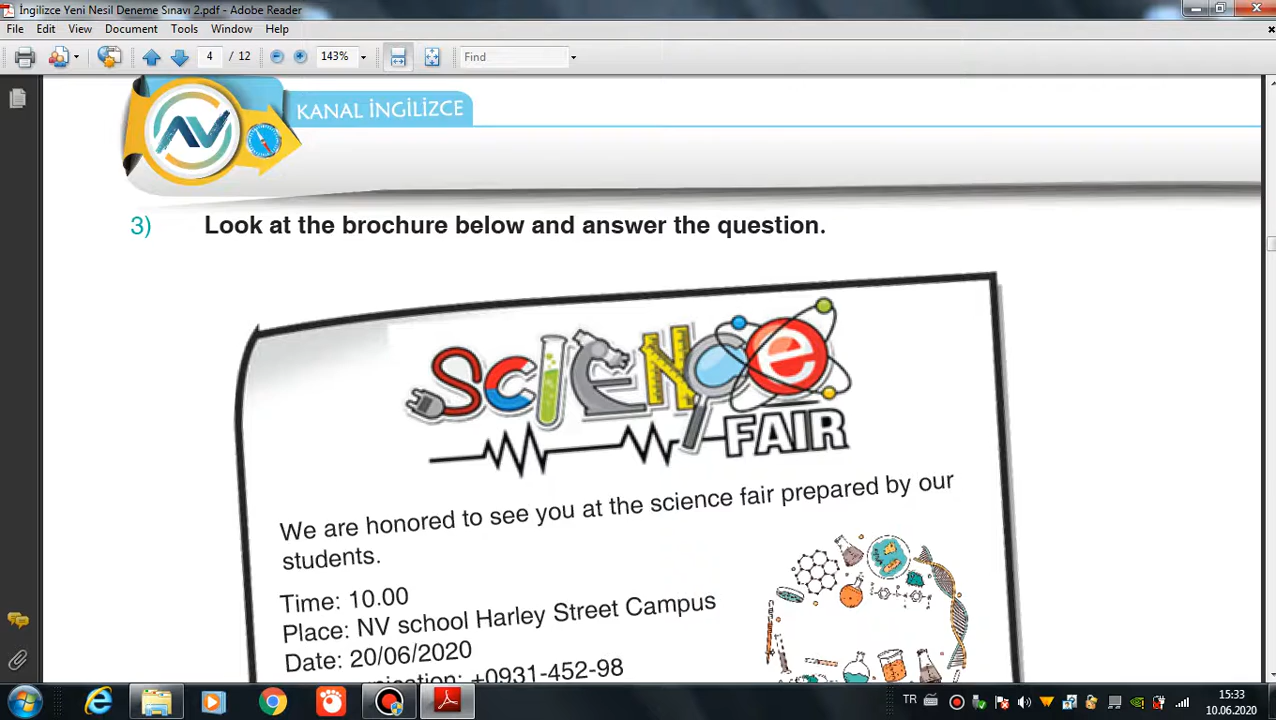 İngilizce Yeni Nesil Deneme Sınavı 2.pdf - Adobe Reader
File Edit View Document Tools Window Help
4 / 12 143% Find
NV
KANAL İNGİLİZCE
3) Look at the brochure below and answer the question.
SCIENCe
FAIR
We are honored to see you at the science fair prepared by our
students.
Time: 10.00
Place: NV school Harley Street Campus
Date: 20/06/2020
+0931-452-98
TR
15:33
10.06.2020